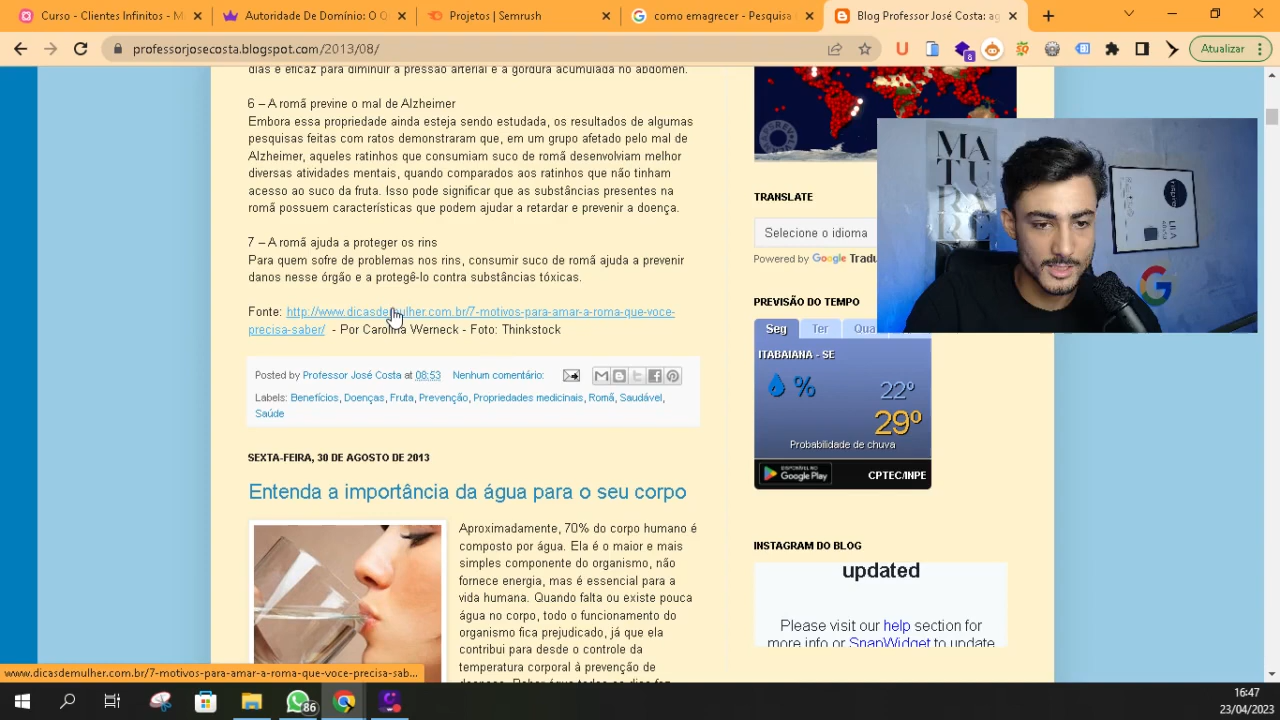 Curso - Clientes Infinitos - M
Autoridade De Domínio: O Q
Projetos | Semrush
como emagrecer - Pesquisa
Blog Professor José Costa: ag
professorjosecosta.blogspot.com/2013/08/
Atualizar
dias é eficaz para diminuir a pressão arterial e a gordura acumulada no abdômen.
6 – A romã previne o mal de Alzheimer
Embora essa propriedade ainda esteja sendo estudada, os resultados de algumas
pesquisas feitas com ratos demonstraram que, em um grupo afetado pelo mal de
Alzheimer, aqueles ratinhos que consumiam suco de romã desenvolviam melhor
diversas atividades mentais, quando comparados aos ratinhos que não tinham
acesso ao suco da fruta. Isso pode significar que as substâncias presentes na
romã possuem características que podem ajudar a retardar e prevenir a doença.
7 – A romã ajuda a proteger os rins
Para quem sofre de problemas nos rins, consumir suco de romã ajuda a prevenir
danos nesse órgão e a protegê-lo contra substâncias tóxicas.
Fonte: http://www.dicasdemulher.com.br/7-motivos-para-amar-a-roma-que-voce-
precisa-saber/ - Por Carolina Werneck - Foto: Thinkstock
Posted by Professor José Costa at 08:53 Nenhum comentário:
Labels: Benefícios, Doenças, Fruta, Prevenção, Propriedades medicinais, Romã, Saudável,
Saúde
SEXTA-FEIRA, 30 DE AGOSTO DE 2013
Entenda a importância da água para o seu corpo
Aproximadamente, 70% do corpo humano é
composto por água. Ela é o maior e mais
simples componente do organismo, não
fornece energia, mas é essencial para a
vida humana. Quando falta ou existe pouca
água no corpo, todo o funcionamento do
organismo fica prejudicado, já que ela
contribui para desde o controle da
temperatura corporal à prevenção de
TRANSLATE
Selecione o idioma
Powered by Google Tradu
PREVISÃO DO TEMPO
Seg Ter Qua
ITABAIANA - SE
%
22º
29º
Probabilidade de chuva
DISPONÍVEL NO
Google Play
CPTEC/INPE
INSTAGRAM DO BLOG
updated
Please visit our help section for
more info or SnapWidget to update
MA
TU
RE
G
www.dicasdemulher.com.br/7-motivos-para-amar-a-roma-que-voce-precisa-sab...
86
16:47
23/04/2023